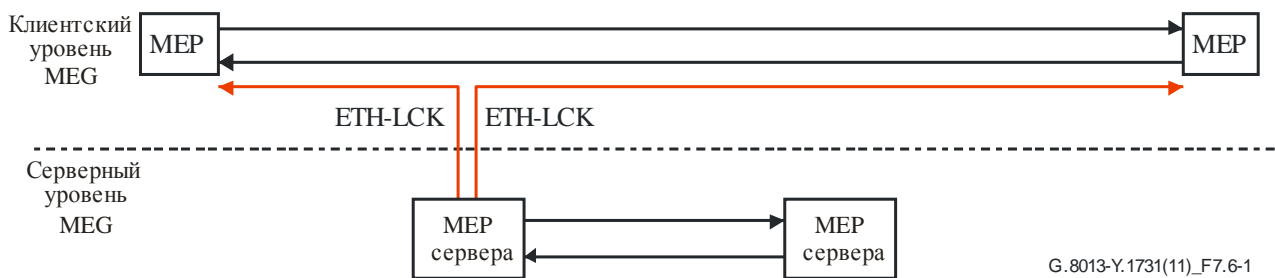 Клиентский
уровень
MEG
MEP
MEP
ETH-LCK
ETH-LCK
Серверный
уровень
MEG
MEP
сервера
MEP
сервера
G.8013-Y.1731(11)_F7.6-1